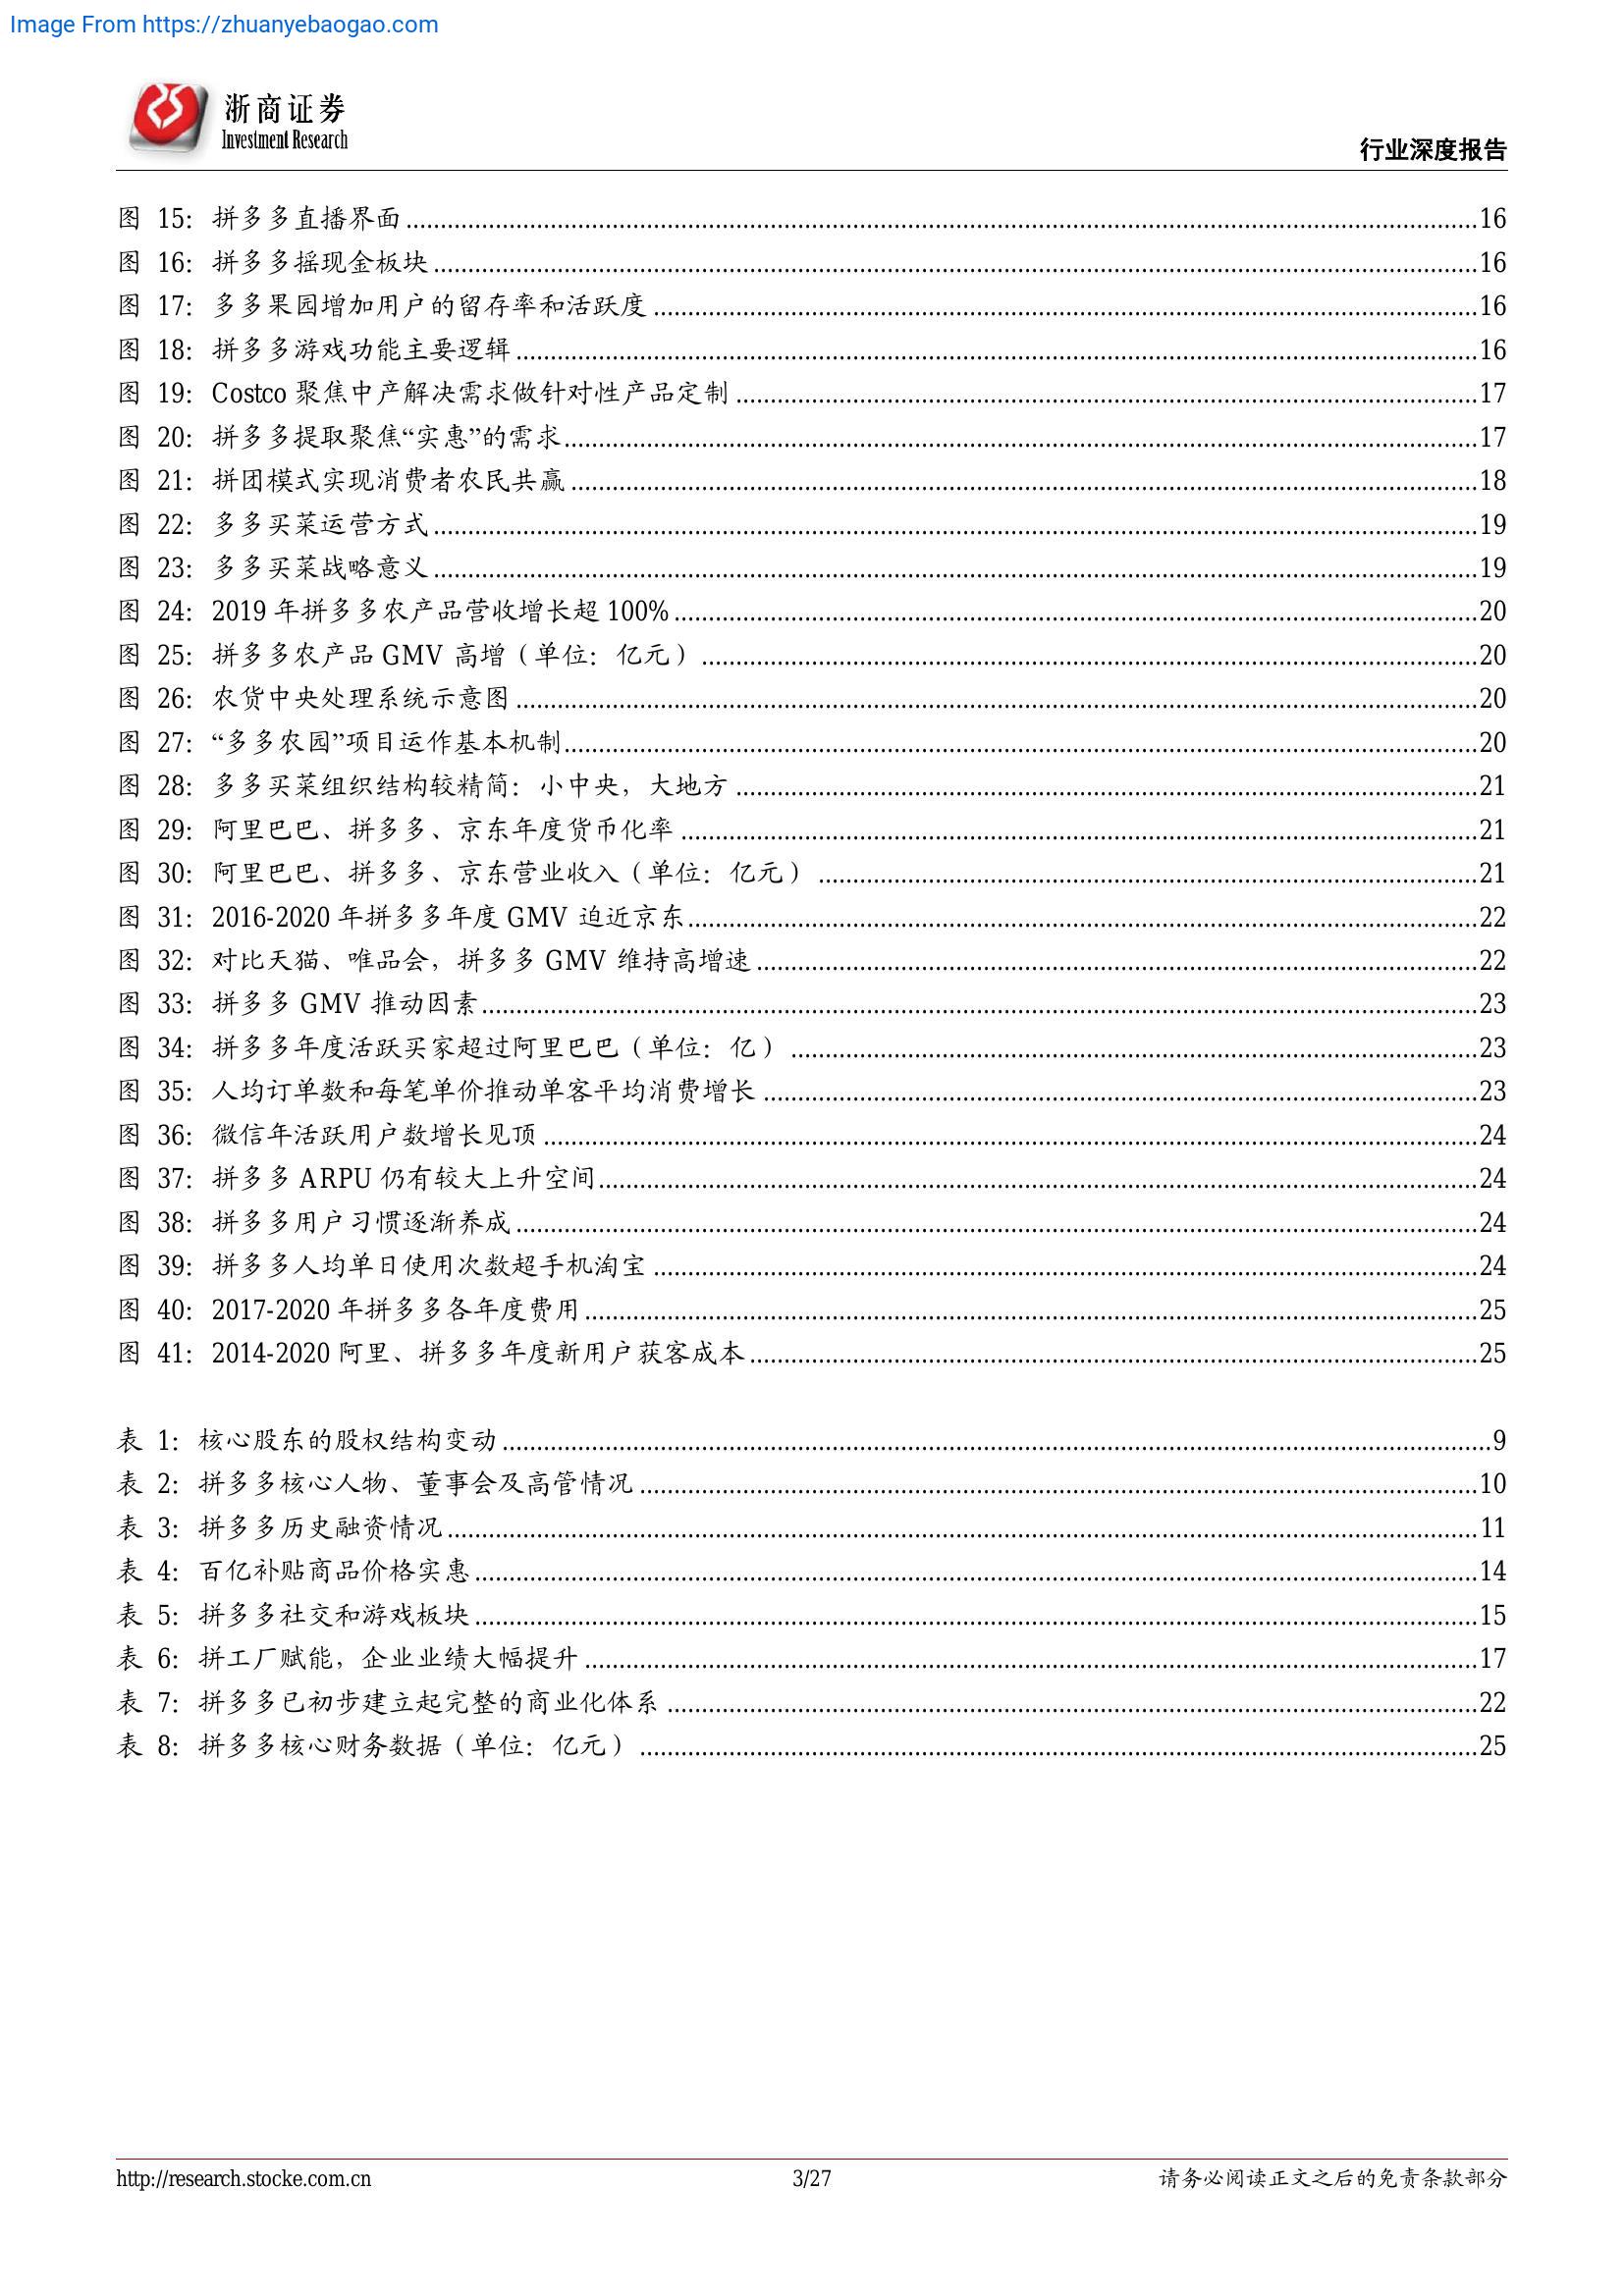 Image From https://zhuanyebaogao.com
浙商证券
Investment Research
行业深度报告
图 15：拼多多直播界面........16
图 16：拼多多摇现金板块........16
图 17：多多果园增加用户的留存率和活跃度........16
图 18：拼多多游戏功能主要逻辑........16
图 19：Costco 聚焦中产解决需求做针对性产品定制........17
图 20：拼多多提取聚焦“实惠”的需求........17
图 21：拼团模式实现消费者农民共赢........18
图 22：多多买菜运营方式........19
图 23：多多买菜战略意义........19
图 24：2019 年拼多多农产品营收增长超 100%........20
图 25：拼多多农产品 GMV 高增（单位：亿元）........20
图 26：农货中央处理系统示意图........20
图 27：“多多农园”项目运作基本机制........20
图 28：多多买菜组织结构较精简：小中央，大地方........21
图 29：阿里巴巴、拼多多、京东年度货币化率........21
图 30：阿里巴巴、拼多多、京东营业收入（单位：亿元）........21
图 31：2016-2020 年拼多多年度 GMV 迫近京东........22
图 32：对比天猫、唯品会，拼多多 GMV 维持高增速........22
图 33：拼多多 GMV 推动因素........23
图 34：拼多多年度活跃买家超过阿里巴巴（单位：亿）........23
图 35：人均订单数和每笔单价推动单客平均消费增长........23
图 36：微信年活跃用户数增长见顶........24
图 37：拼多多 ARPU 仍有较大上升空间........24
图 38：拼多多用户习惯逐渐养成........24
图 39：拼多多人均单日使用次数超手机淘宝........24
图 40：2017-2020 年拼多多各年度费用........25
图 41：2014-2020 阿里、拼多多年度新用户获客成本........25
表 1：核心股东的股权结构变动........9
表 2：拼多多核心人物、董事会及高管情况........10
表 3：拼多多历史融资情况........11
表 4：百亿补贴商品价格实惠........14
表 5：拼多多社交和游戏板块........15
表 6：拼工厂赋能，企业业绩大幅提升........17
表 7：拼多多已初步建立起完整的商业化体系........22
表 8：拼多多核心财务数据（单位：亿元）........25
http://research.stocke.com.cn
3/27
请务必阅读正文之后的免责条款部分